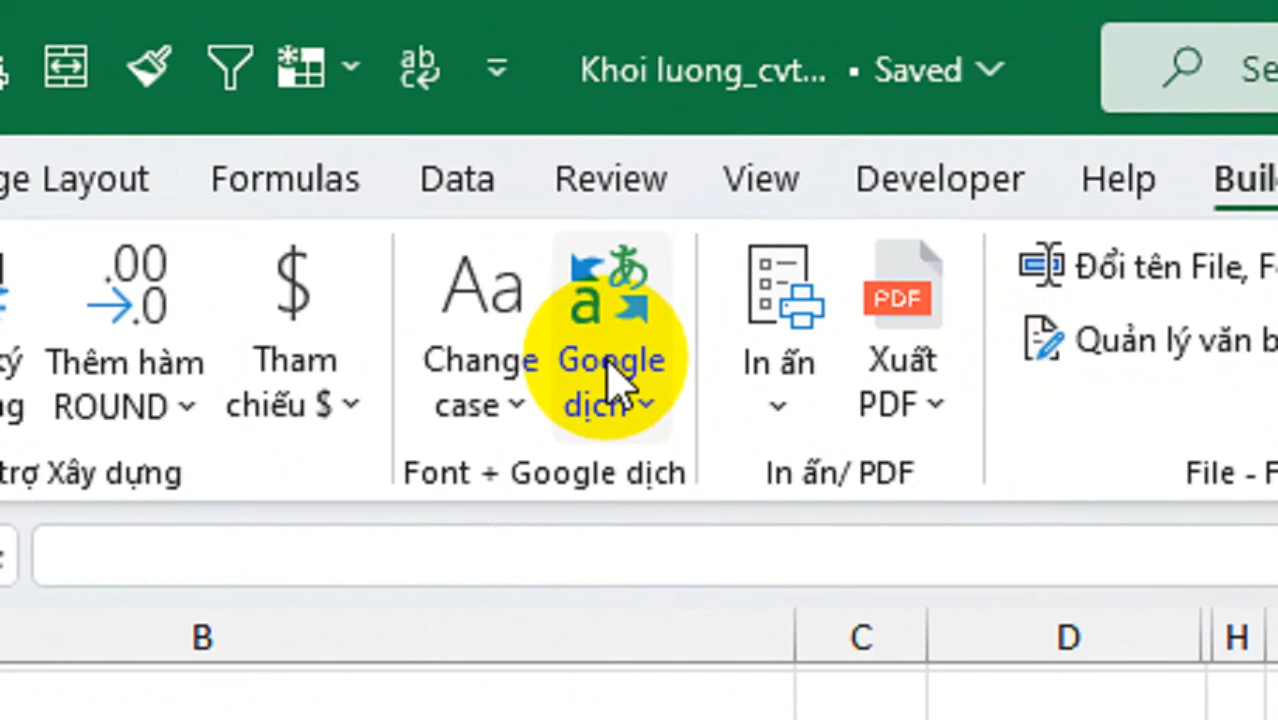 Khoi luong_cvt... • Saved
Se
ge Layout Formulas Data Review View Developer Help Buil
.00
.0
$
Aa
a あ
PDF
Thêm hàm
ROUND
Tham
chiếu $
Change
case
Google
dịch
In ấn
Xuất
PDF
Đổi tên File, F
Quản lý văn b
trợ Xây dựng
Font + Google dịch
In ấn/ PDF
File - F
B C D H